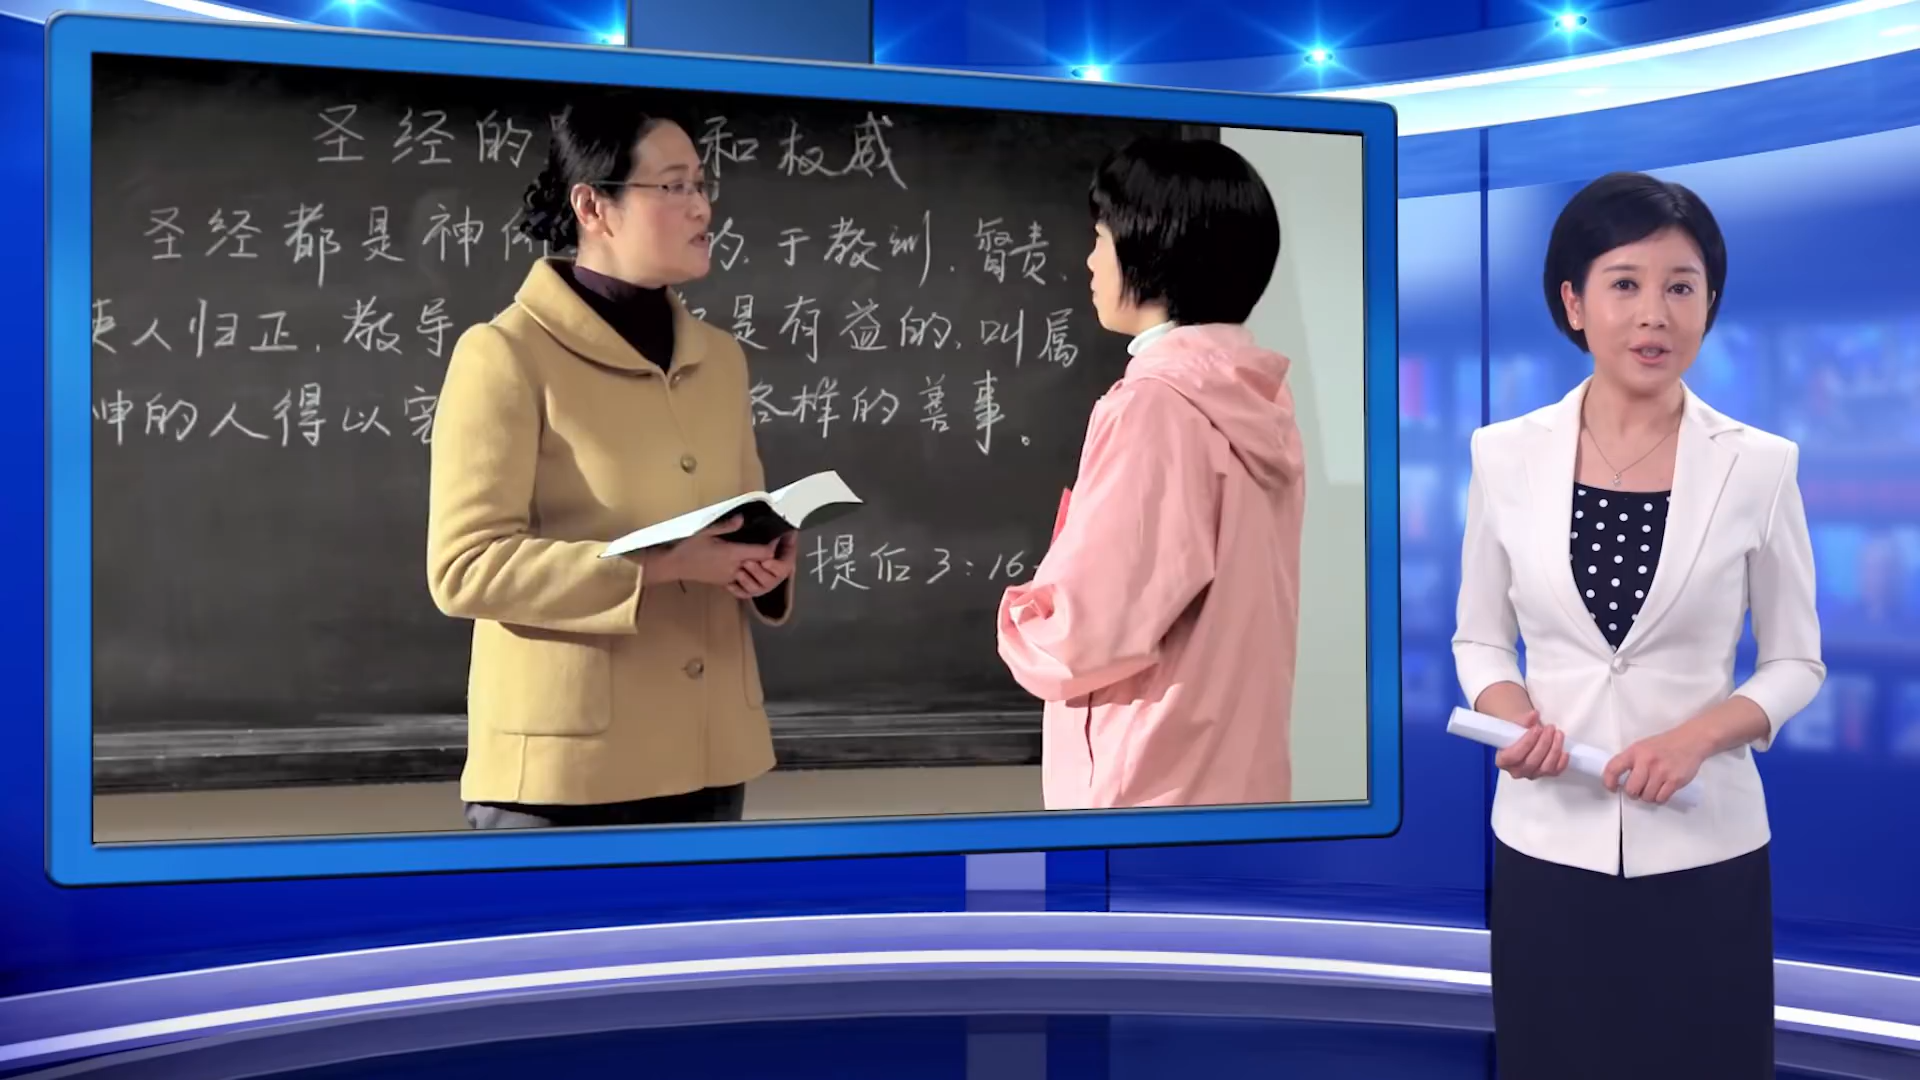 圣经的 和权威
圣经都是神 的、于教训、督责、
人归正、教导 是有益的、叫属
神的人得以完 各样的善事。
提后3:16-